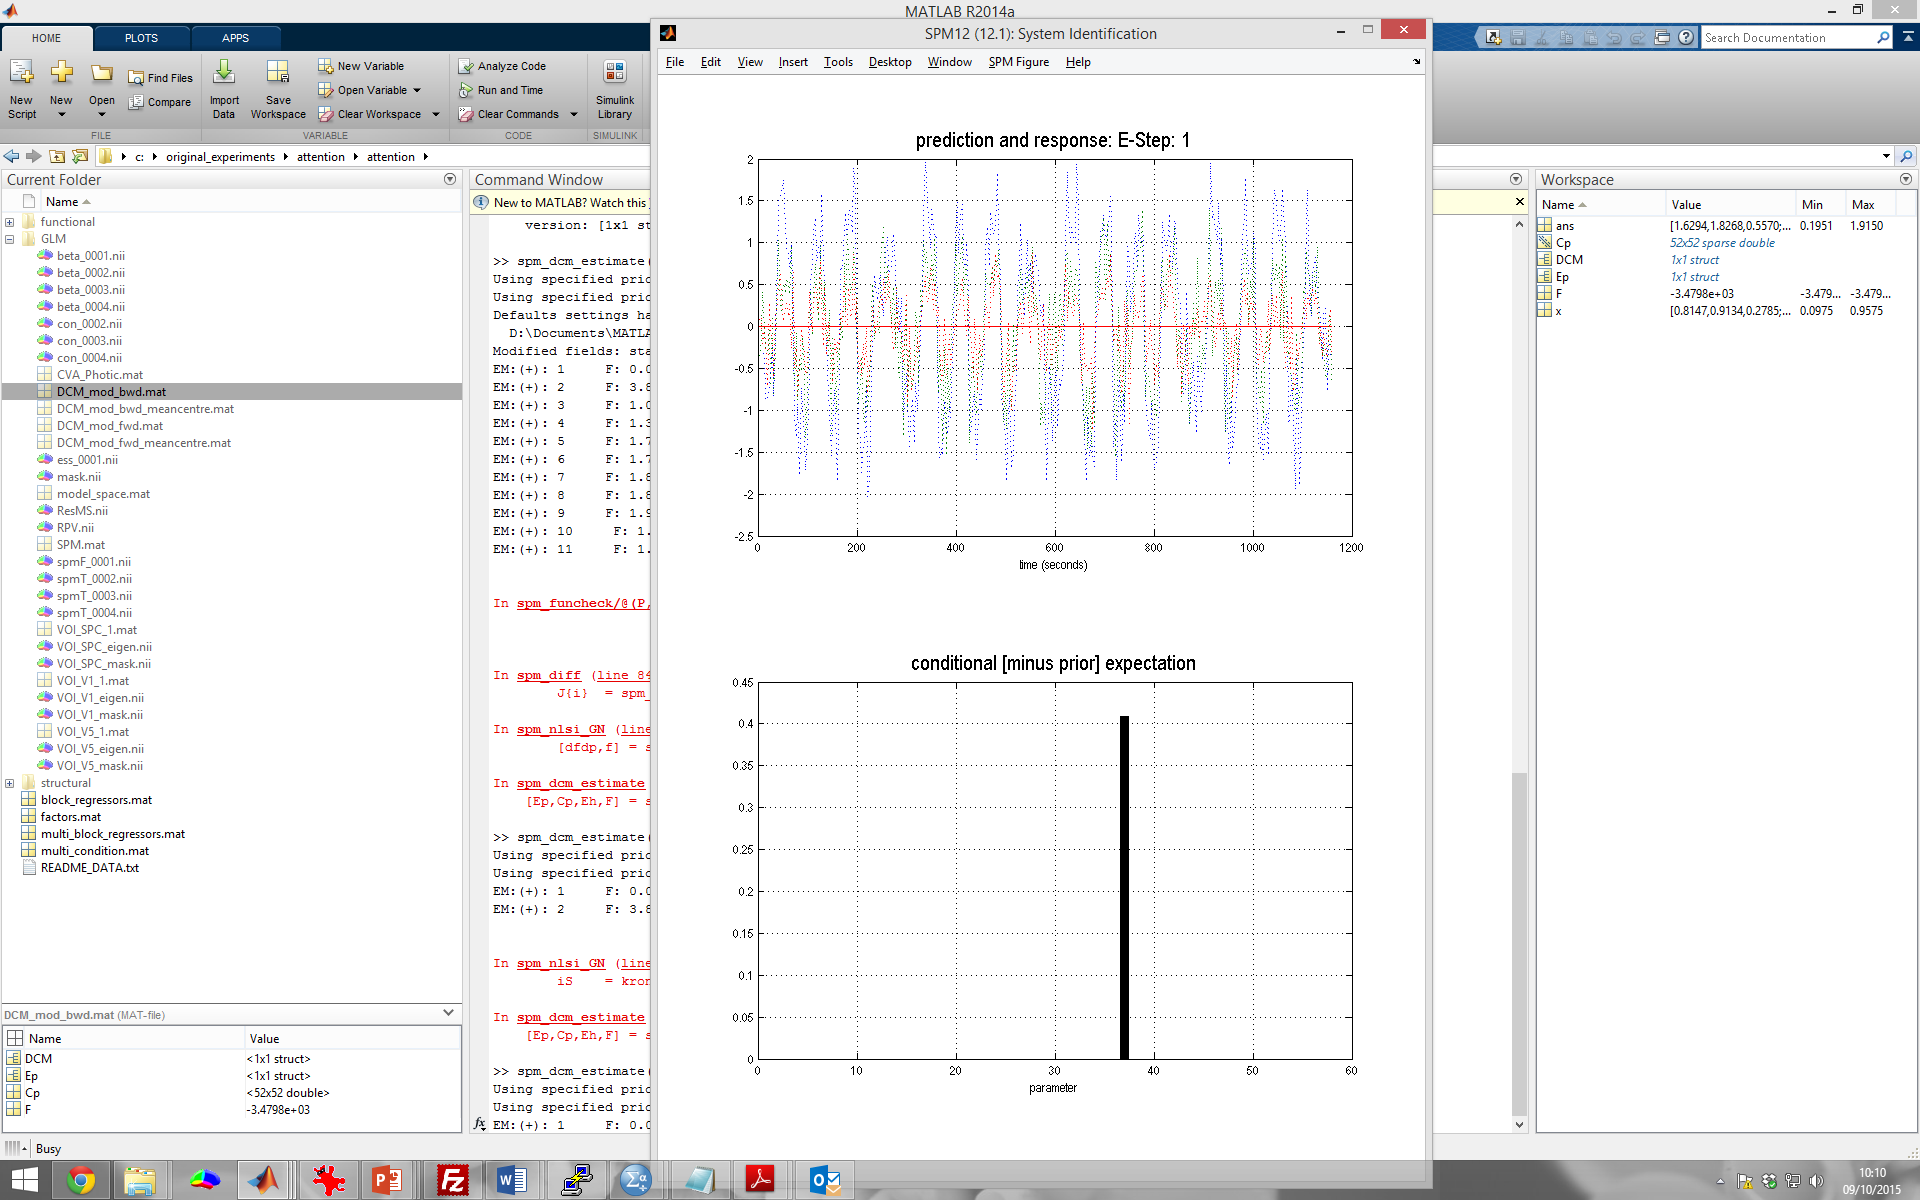 MATLAB R2014a
HOME
PLOTS
APPS
Search Documentation
New Script
New
Open
Find Files
Compare
FILE
Import Data
Save Workspace
New Variable
Open Variable
Clear Workspace
VARIABLE
Analyze Code
Run and Time
Clear Commands
CODE
Simulink Library
SIMULINK
c:
original_experiments
attention
attention
Current Folder
Name
functional
GLM
beta_0001.nii
beta_0002.nii
beta_0003.nii
beta_0004.nii
con_0002.nii
con_0003.nii
con_0004.nii
CVA_Photic.mat
DCM_mod_bwd.mat
DCM_mod_bwd_meancentre.mat
DCM_mod_fwd.mat
DCM_mod_fwd_meancentre.mat
ess_0001.nii
mask.nii
model_space.mat
ResMS.nii
RPV.nii
SPM.mat
spmF_0001.nii
spmT_0002.nii
spmT_0003.nii
spmT_0004.nii
VOI_SPC_1.mat
VOI_SPC_eigen.nii
VOI_SPC_mask.nii
VOI_V1_1.mat
VOI_V1_eigen.nii
VOI_V1_mask.nii
VOI_V5_1.mat
VOI_V5_eigen.nii
VOI_V5_mask.nii
structural
block_regressors.mat
factors.mat
multi_block_regressors.mat
multi_condition.mat
README_DATA.txt
DCM_mod_bwd.mat (MAT-file)
Name Value
DCM <1x1 struct>
Ep <1x1 struct>
Cp <52x52 double>
F -3.4798e+03
Busy
Command Window
New to MATLAB? Watch this
version: [1x1 st
>> spm_dcm_estimate(
Using specified prio
Using specified prio
Defaults settings ha
D:\Documents\MATLA
Modified fields: sta
EM:(+): 1 F: 0.0
EM:(+): 2 F: 3.8
EM:(+): 3 F: 1.0
EM:(+): 4 F: 1.3
EM:(+): 5 F: 1.7
EM:(+): 6 F: 1.7
EM:(+): 7 F: 1.8
EM:(+): 8 F: 1.8
EM:(+): 9 F: 1.9
EM:(+): 10 F: 1.
EM:(+): 11 F: 1.
In spm_funcheck/@(P,
In spm_diff (line 84
J{i} = spm_
In spm_nlsi_GN (line
[dfdp,f] = s
In spm_dcm_estimate
[Ep,Cp,Eh,F] = s
>> spm_dcm_estimate(
Using specified prio
Using specified prio
EM:(+): 1 F: 0.0
EM:(+): 2 F: 3.8
In spm_nlsi_GN (line
iS = kron
In spm_dcm_estimate
[Ep,Cp,Eh,F] = s
>> spm_dcm_estimate(
Using specified prio
Using specified prio
fx EM:(+): 1 F: 0.0
SPM12 (12.1): System Identification
File Edit View Insert Tools Desktop Window SPM Figure Help
prediction and response: E-Step: 1
2
1.5
1
0.5
0
-0.5
-1
-1.5
-2
-2.5
0 200 400 600 800 1000 1200
time (seconds)
conditional [minus prior] expectation
0.45
0.4
0.35
0.3
0.25
0.2
0.15
0.1
0.05
0
0 10 20 30 40 50 60
parameter
Workspace
Name Value Min Max
ans [1.6294,1.8268,0.5570;... 0.1951 1.9150
Cp 52x52 sparse double
DCM 1x1 struct
Ep 1x1 struct
F -3.4798e+03 -3.479... -3.479...
x [0.8147,0.9134,0.2785;... 0.0975 0.9575
10:10
09/10/2015